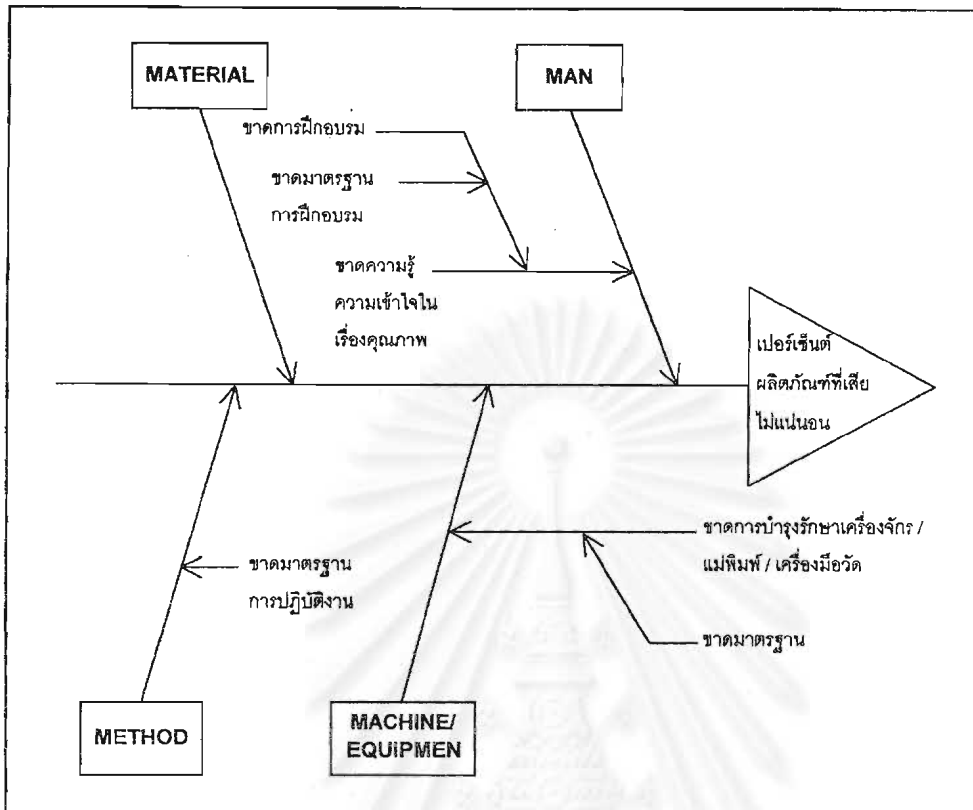 MATERIAL
MAN
ขาดการฝึกอบรม
ขาดมาตรฐาน
การฝึกอบรม
ขาดความรู้
ความเข้าใจใน
เรื่องคุณภาพ
เปอร์เซ็นต์
ผลิตภัณฑ์ที่เสีย
ไม่แน่นอน
ขาดการบำรุงรักษาเครื่องจักร /
แม่พิมพ์ / เครื่องมือวัด
ขาดมาตรฐาน
การปฏิบัติงาน
ขาดมาตรฐาน
METHOD
MACHINE/
EQUIPMEN